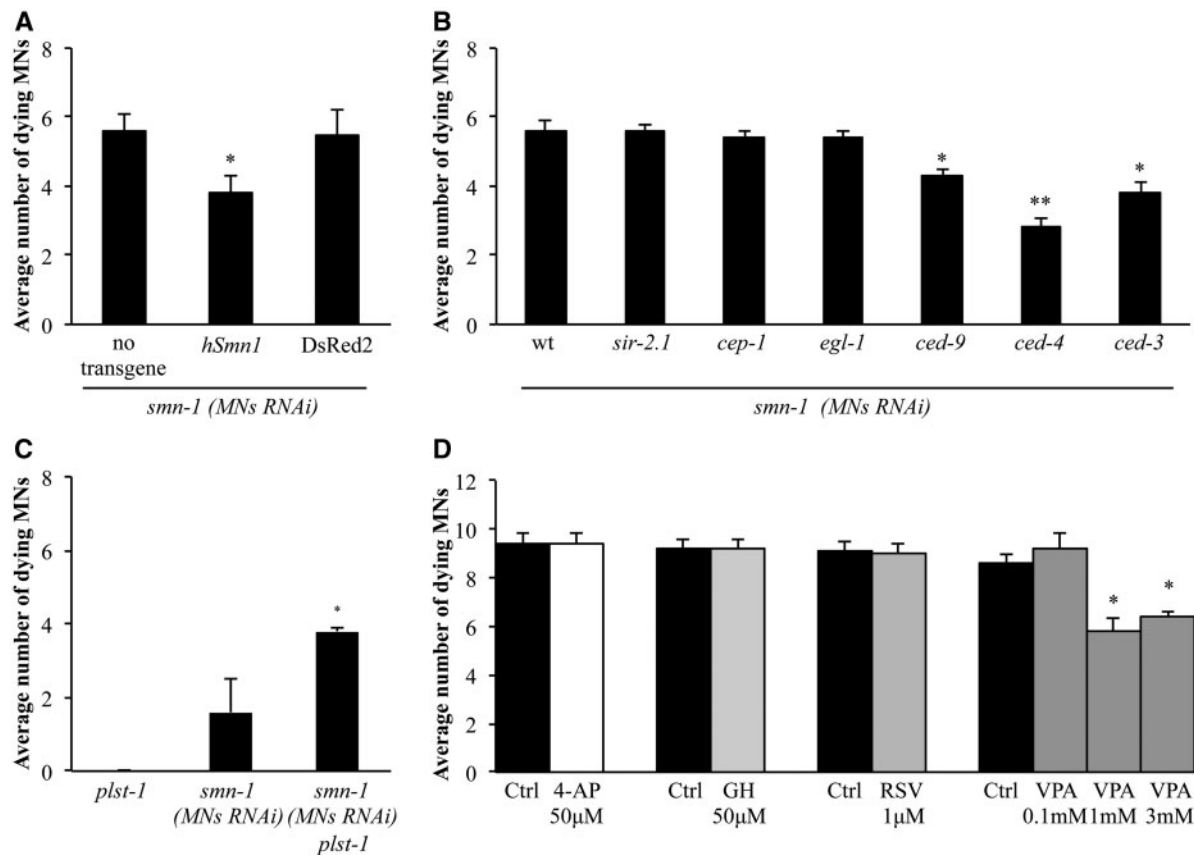 A
Average number of dying MNs
8
6
4
2
0
*
no transgene
hSmn1
DsRed2
smn-1 (MNs RNAi)
B
Average number of dying MNs
8
6
4
2
0
*
**
*
wt
sir-2.1
cep-1
egl-1
ced-9
ced-4
ced-3
smn-1 (MNs RNAi)
C
Average number of dying MNs
8
6
4
2
0
*
plst-1
smn-1
(MNs RNAi)
smn-1
(MNs RNAi)
plst-1
D
Average number of dying MNs
12
10
8
6
4
2
0
*
*
Ctrl 4-AP
50µM
Ctrl GH
50µM
Ctrl RSV
1µM
Ctrl VPA VPA VPA
0.1mM 1mM 3mM